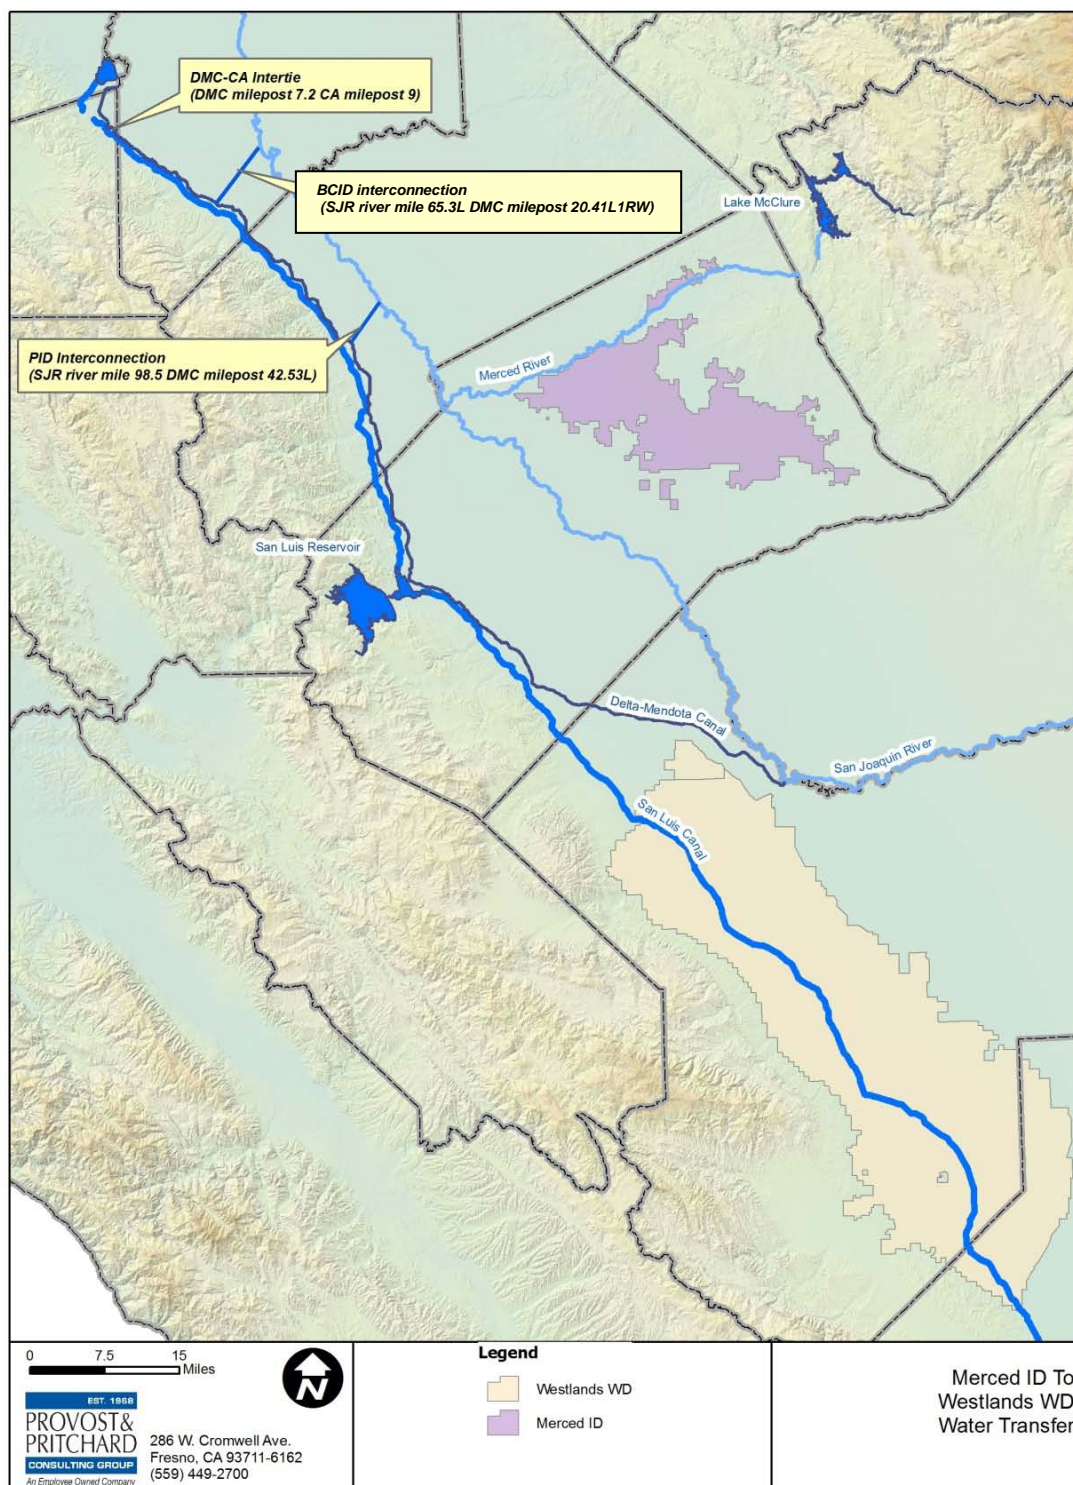 DMC-CA Intertie
(DMC milepost 7.2 CA milepost 9)
BCID interconnection
(SJR river mile 65.3L DMC milepost 20.41L1RW)
Lake McClure
PID Interconnection
(SJR river mile 98.5 DMC milepost 42.53L)
Merced River
San Luis Reservoir
Delta-Mendota Canal
San Joaquin River
San Luis Canal
0 7.5 15
Miles
N
EST. 1968
PROVOST&
PRITCHARD
CONSULTING GROUP
An Employee Owned Company
286 W. Cromwell Ave.
Fresno, CA 93711-6162
(559) 449-2700
Legend
Westlands WD
Merced ID
Merced ID To
Westlands WD
Water Transfer